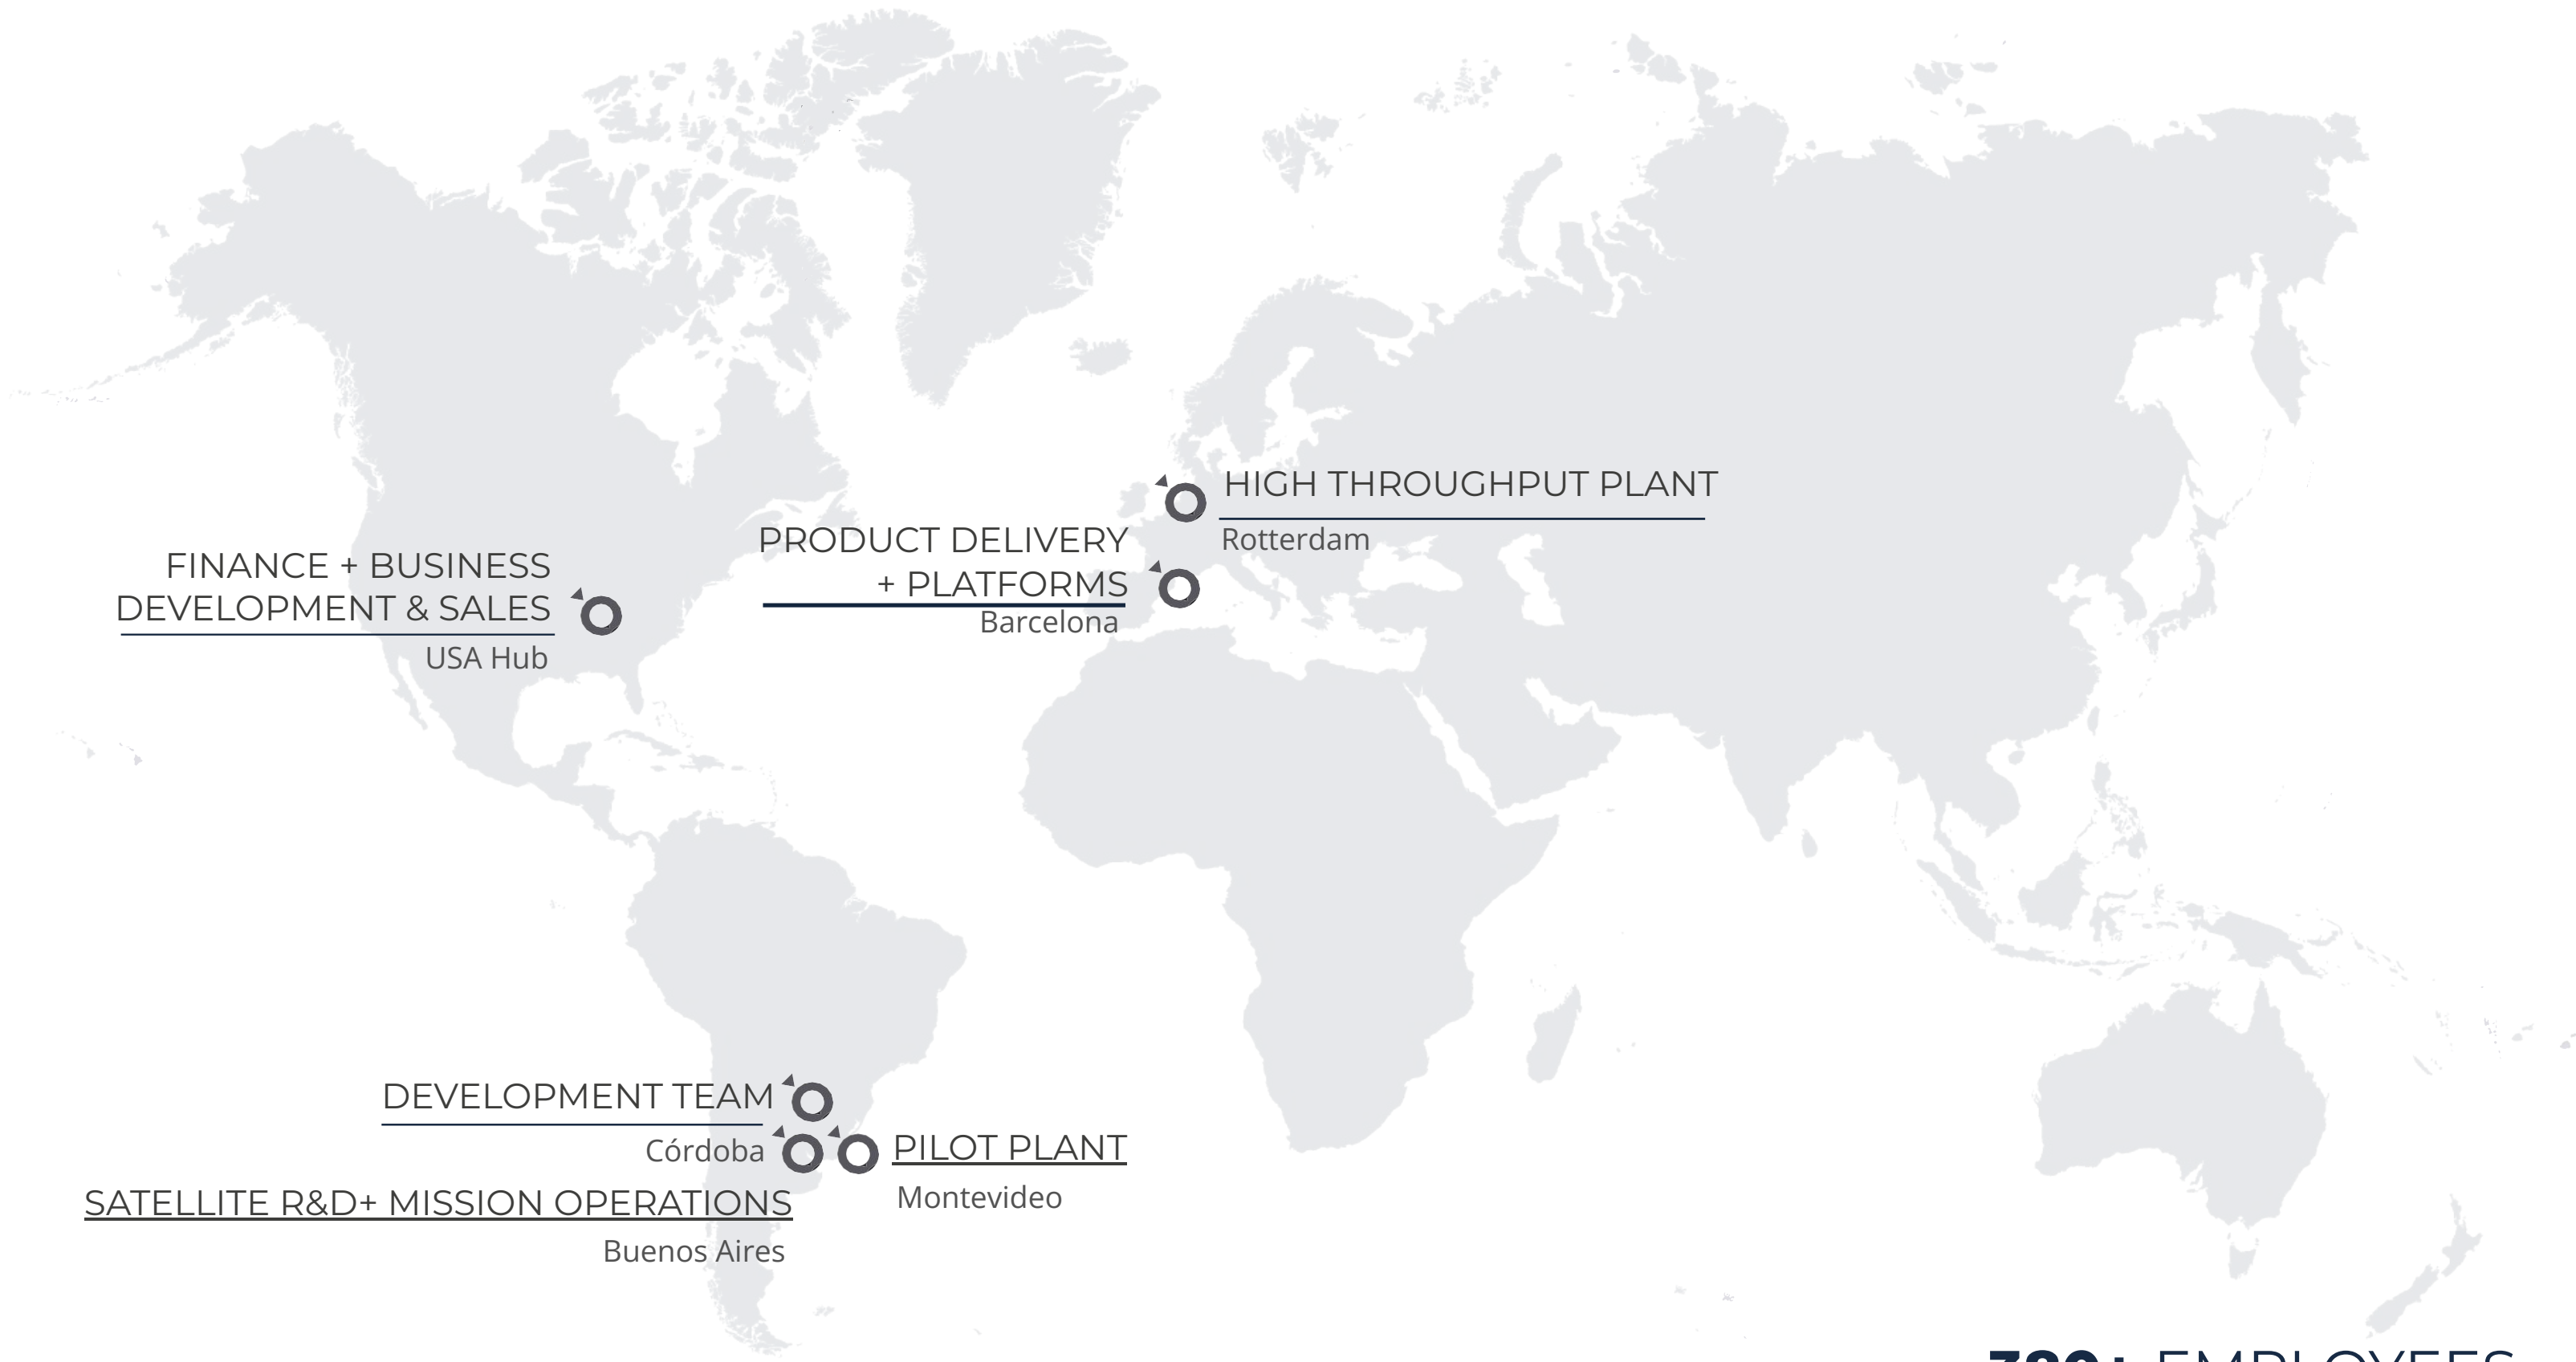 HIGH THROUGHPUT PLANT
Rotterdam
PRODUCT DELIVERY
+ PLATFORMS
Barcelona
FINANCE + BUSINESS
DEVELOPMENT & SALES
USA Hub
DEVELOPMENT TEAM
Córdoba
PILOT PLANT
Montevideo
SATELLITE R&D+ MISSION OPERATIONS
Buenos Aires
EMPLOYEES